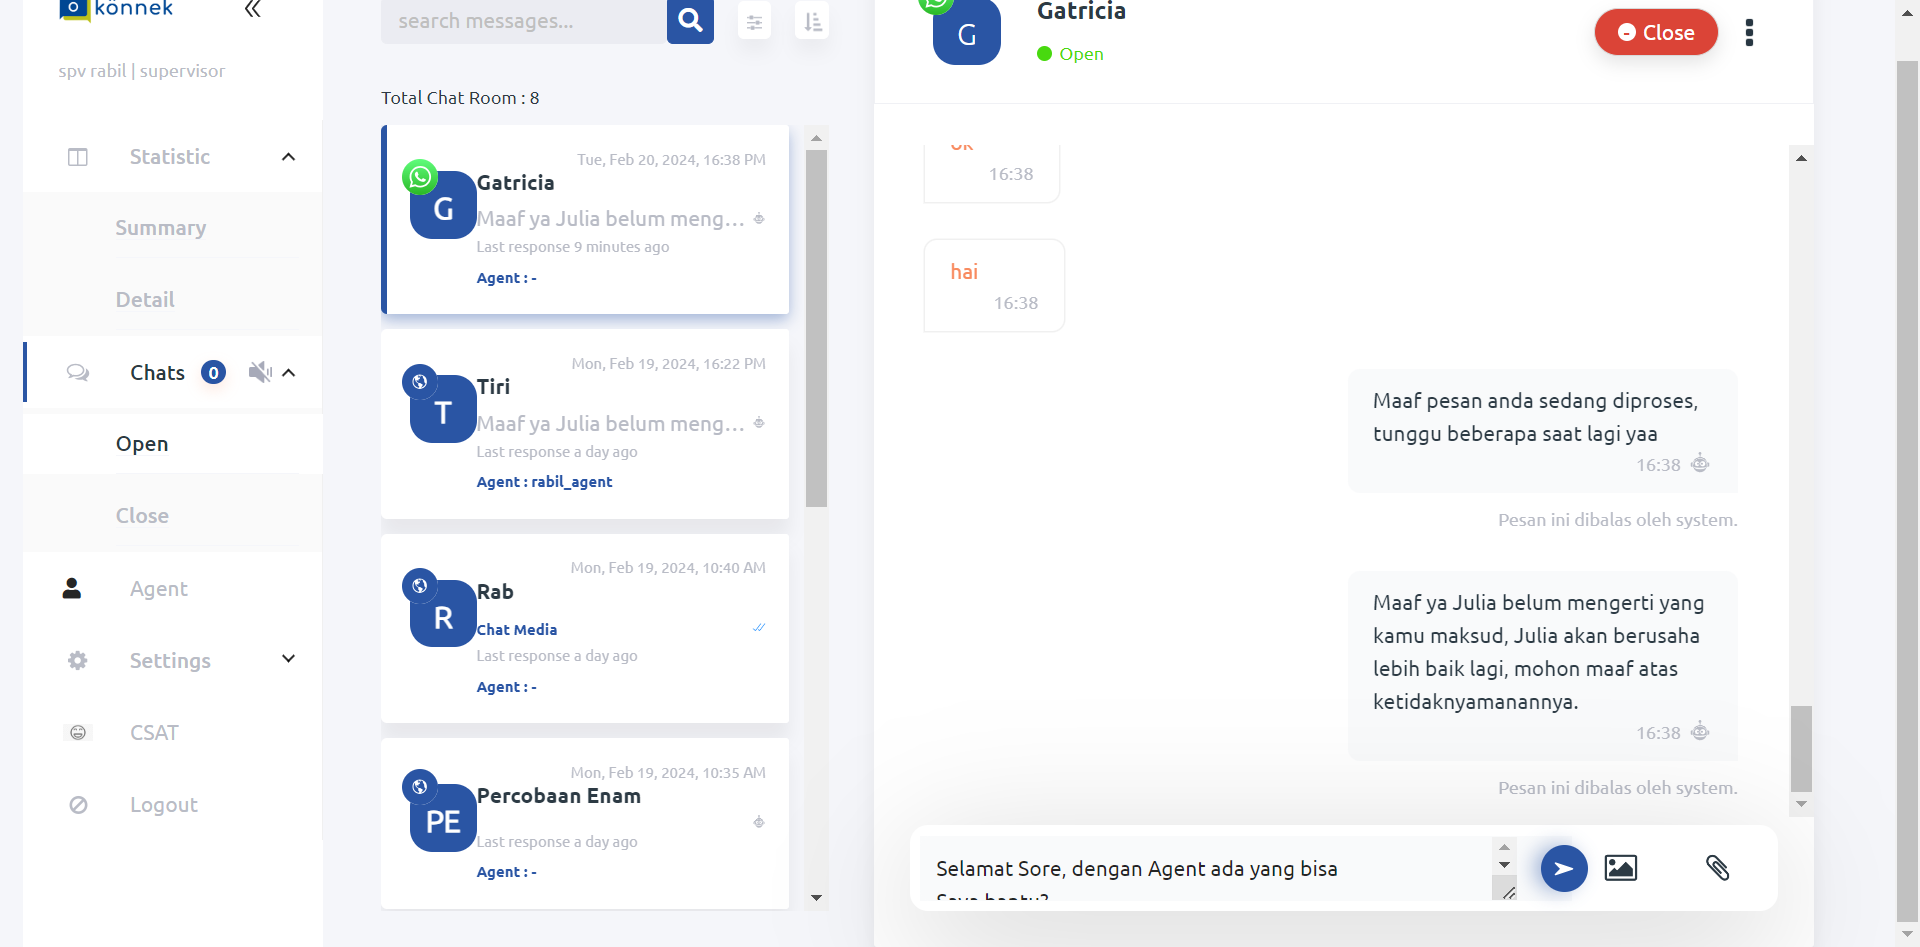 könnek
spv rabil | supervisor
Statistic
Summary
Detail
Chats 0
Open
Close
Agent
Settings
CSAT
Logout
search messages...
Total Chat Room : 8
Tue, Feb 20, 2024, 16:38 PM
Gatricia
G
Maaf ya Julia belum meng...
Last response 9 minutes ago
Agent : -
Mon, Feb 19, 2024, 16:22 PM
Tiri
T
Maaf ya Julia belum meng...
Last response a day ago
Agent : rabil_agent
Mon, Feb 19, 2024, 10:40 AM
Rab
R
Chat Media
Last response a day ago
Agent : -
Mon, Feb 19, 2024, 10:35 AM
Percobaan Enam
PE
Last response a day ago
Agent : -
Gatricia
G
Open
Close
16:38
hai
16:38
Maaf pesan anda sedang diproses,
tunggu beberapa saat lagi yaa
16:38
Pesan ini dibalas oleh system.
Maaf ya Julia belum mengerti yang
kamu maksud, Julia akan berusaha
lebih baik lagi, mohon maaf atas
ketidaknyamanannya.
16:38
Pesan ini dibalas oleh system.
Selamat Sore, dengan Agent ada yang bisa
Saya bantu?